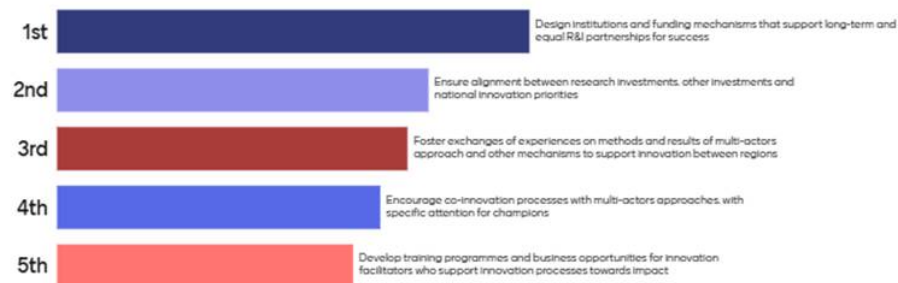 1st
Design institutions and funding mechanisms that support long-term and
equal R&I partnerships for success
2nd
Ensure alignment between research investments, other investments and
national innovation priorities
3rd
Foster exchanges of experiences on methods and results of multi-actors
approach and other mechanisms to support innovation between regions
4th
Encourage co-innovation processes with multi-actors approaches, with
specific attention for champions
5th
Develop training programmes and business opportunities for innovation
facilitators who support innovation processes towards impact